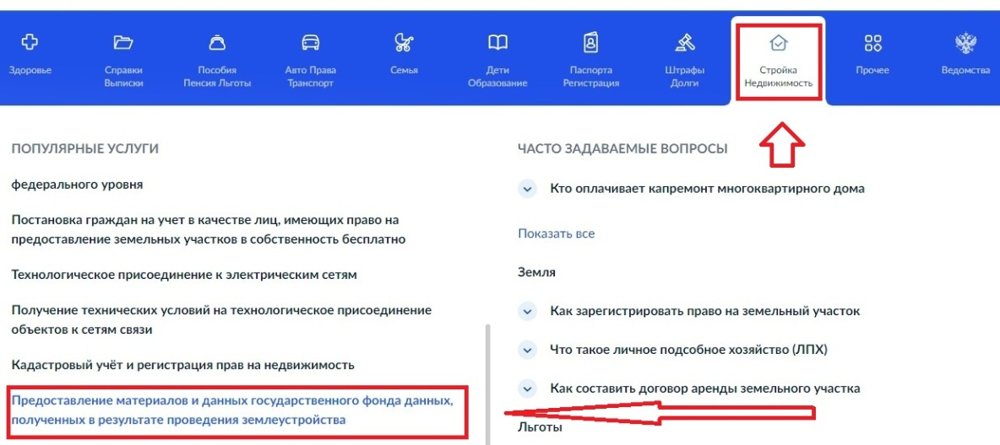 Здоровье
Справки
Выписки
Пособия
Пенсия Льготы
Авто Права
Транспорт
Семья
Дети
Образование
Паспорта
Регистрация
Штрафы
Долги
Стройка
Недвижимость
Прочее
Ведомства
ПОПУЛЯРНЫЕ УСЛУГИ
федерального уровня
Постановка граждан на учет в качестве лиц, имеющих право на
предоставление земельных участков в собственность бесплатно
Технологическое присоединение к электрическим сетям
Получение технических условий на технологическое присоединение
объектов к сетям связи
Кадастровый учёт и регистрация прав на недвижимость
Предоставление материалов и данных государственного фонда данных,
полученных в результате проведения землеустройства
ЧАСТО ЗАДАВАЕМЫЕ ВОПРОСЫ
Кто оплачивает капремонт многоквартирного дома
Показать все
Земля
Как зарегистрировать право на земельный участок
Что такое личное подсобное хозяйство (ЛПХ)
Как составить договор аренды земельного участка
Льготы